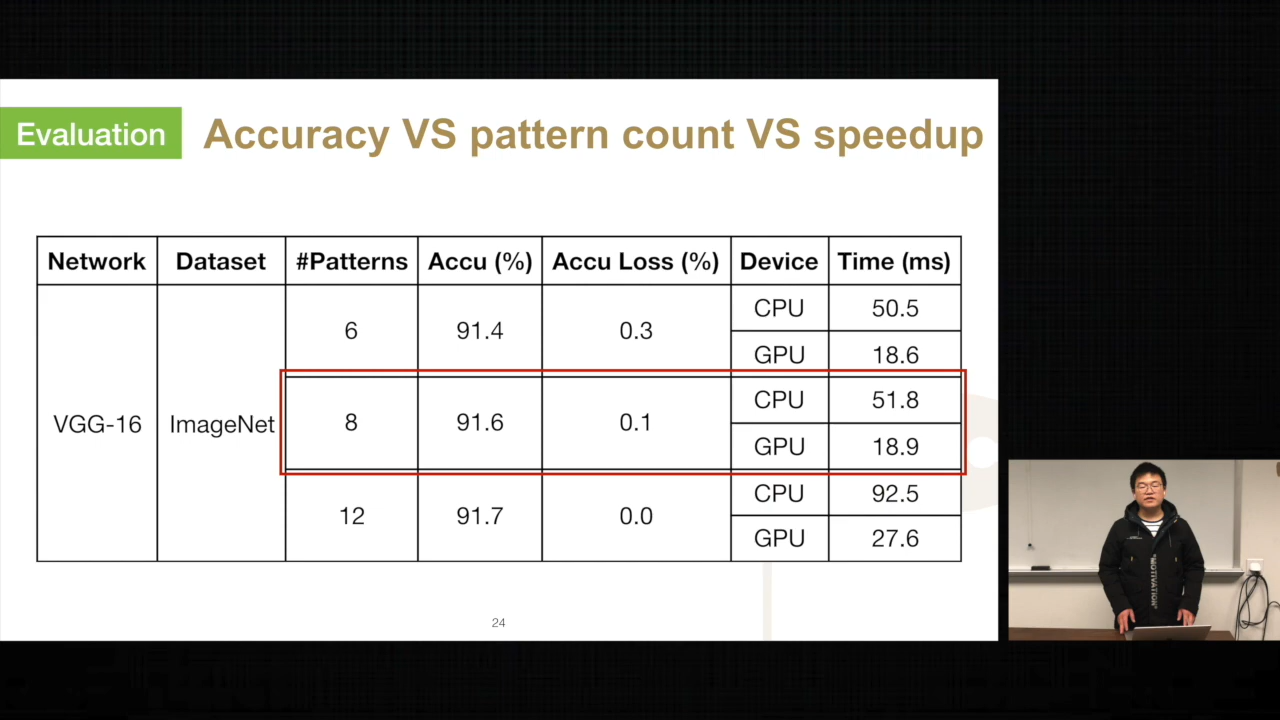 Evaluation
Accuracy VS pattern count VS speedup
Network Dataset #Patterns Accu (%) Accu Loss (%) Device Time (ms)
VGG-16 ImageNet 6 91.4 0.3 CPU 50.5
GPU 18.6
8 91.6 0.1 CPU 51.8
GPU 18.9
12 91.7 0.0 CPU 92.5
GPU 27.6
24
"MOTIVATION"